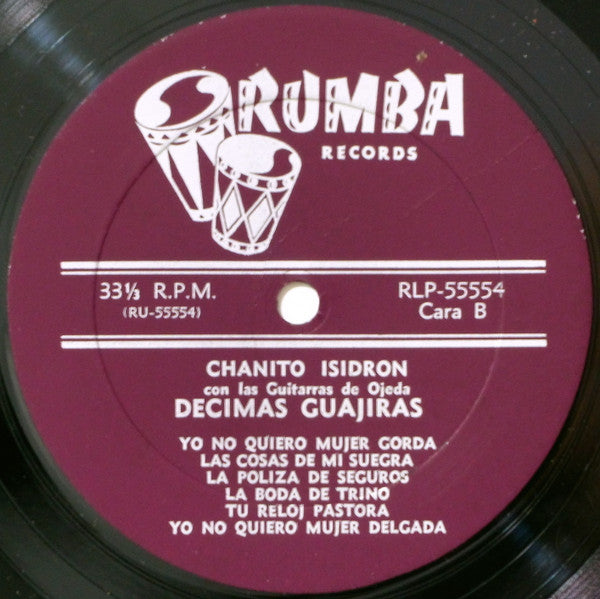 RUMBA
RECORDS
33⅓ R.P.M.
(RU-55554)
RLP-55554
Cara B
CHANITO ISIDRON
con las Guitarras de Ojeda
DECIMAS GUAJIRAS
YO NO QUIERO MUJER GORDA
LAS COSAS DE MI SUEGRA
LA POLIZA DE SEGUROS
LA BODA DE TRINO
TU RELOJ PASTORA
YO NO QUIERO MUJER DELGADA